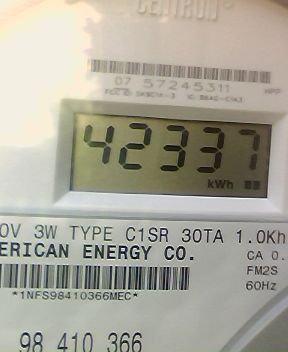 CENTRON®
07 57245311
42337
kWh
0V 3W TYPE C1SR 30TA 1.0Kh
ERICAN ENERGY CO.
CA 0.
FM2S
60Hz
*1NFS98410366MEC*
98 410 366